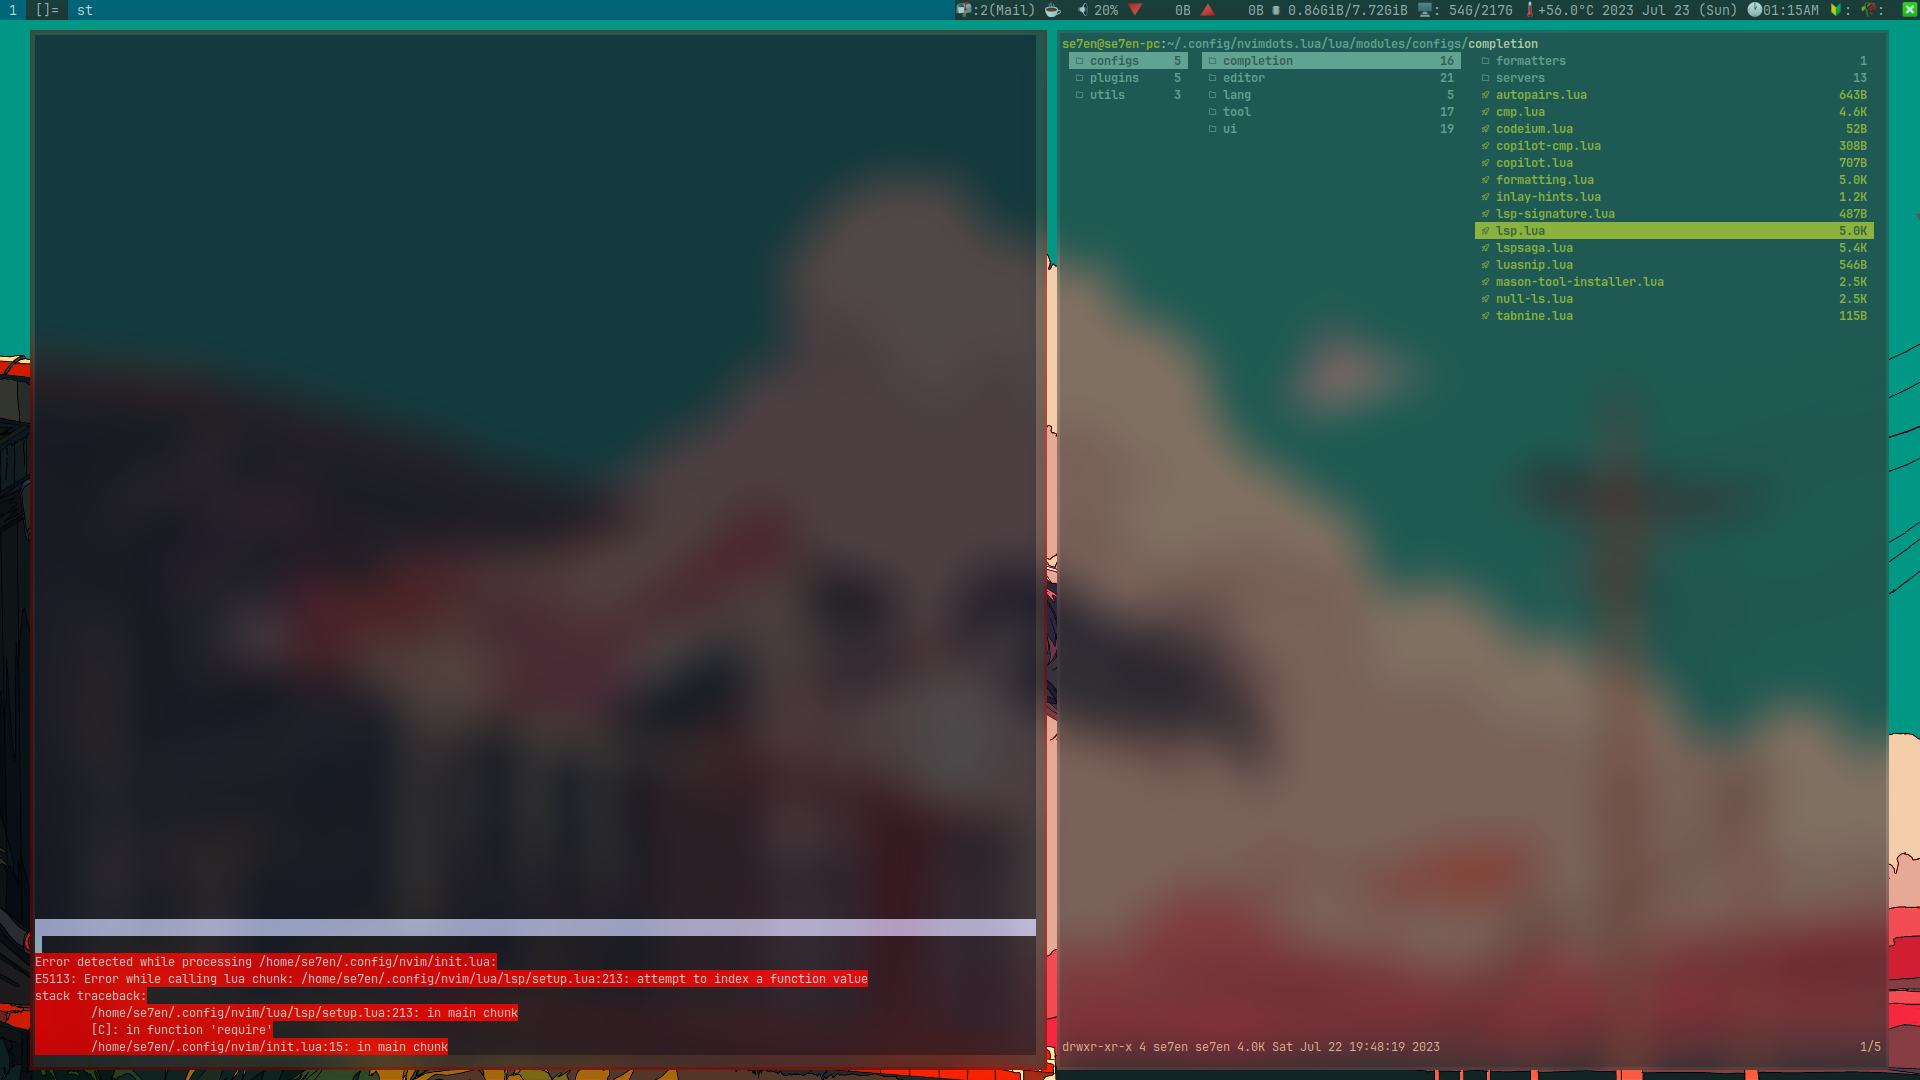 1 []= st
:2(Mail) 20% 0B 0B 0.86GiB/7.72GiB : 54G/217G +56.0°C 2023 Jul 23 (Sun) 01:15AM : :
Error detected while processing /home/se7en/.config/nvim/init.lua:
E5113: Error while calling lua chunk: /home/se7en/.config/nvim/lua/lsp/setup.lua:213: attempt to index a function value
stack traceback:
/home/se7en/.config/nvim/lua/lsp/setup.lua:213: in main chunk
[C]: in function 'require'
/home/se7en/.config/nvim/init.lua:15: in main chunk
se7en@se7en-pc:~/.config/nvimdots.lua/lua/modules/configs/completion
configs 5
plugins 5
utils 3
completion 16
editor 21
lang 5
tool 17
ui 19
formatters 1
servers 13
autopairs.lua 643B
cmp.lua 4.6K
codeium.lua 52B
copilot-cmp.lua 308B
copilot.lua 707B
formatting.lua 5.0K
inlay-hints.lua 1.2K
lsp-signature.lua 487B
lsp.lua 5.0K
lspsaga.lua 5.4K
luasnip.lua 546B
mason-tool-installer.lua 2.5K
null-ls.lua 2.5K
tabnine.lua 115B
drwxr-xr-x 4 se7en se7en 4.0K Sat Jul 22 19:48:19 2023 1/5